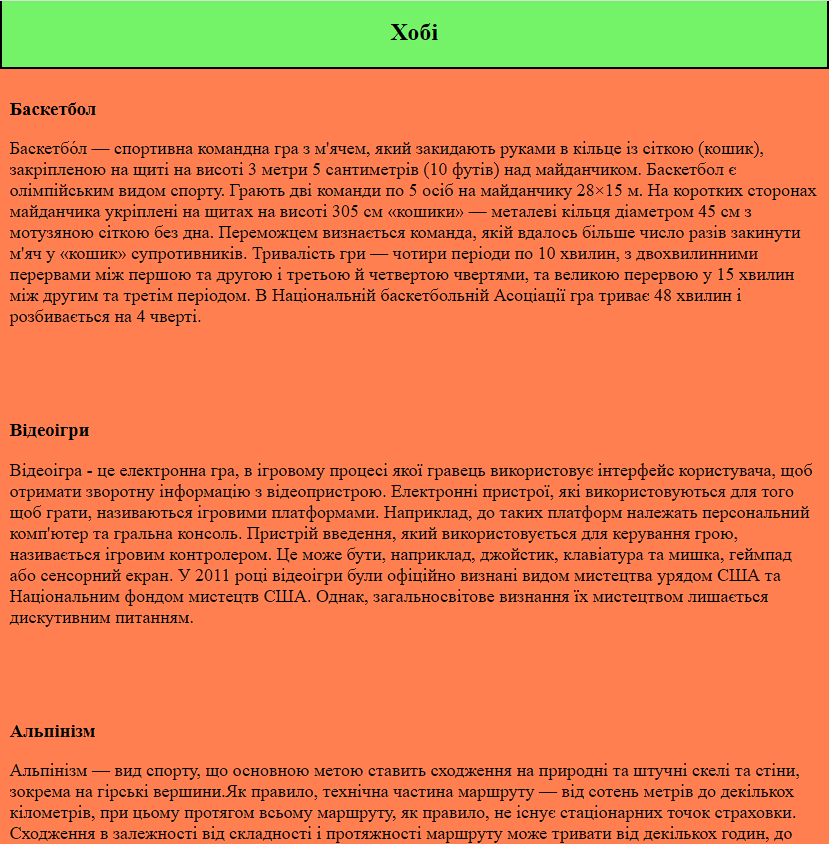 Хобі
Баскетбол
Баскетбо́л — спортивна командна гра з м'ячем, який закидають руками в кільце із сіткою (кошик),
закріпленою на щиті на висоті 3 метри 5 сантиметрів (10 футів) над майданчиком. Баскетбол є
олімпійським видом спорту. Грають дві команди по 5 осіб на майданчику 28×15 м. На коротких сторонах
майданчика укріплені на щитах на висоті 305 см «кошики» — металеві кільця діаметром 45 см з
мотузяною сіткою без дна. Переможцем визнається команда, якій вдалось більше число разів закинути
м'яч у «кошик» супротивників. Тривалість гри — чотири періоди по 10 хвилин, з двохвилинними
перервами між першою та другою і третьою й четвертою чвертями, та великою перервою у 15 хвилин
між другим та третім періодом. В Національній баскетбольній Асоціації гра триває 48 хвилин і
розбивається на 4 чверті.
Відеоігри
Відеоігра - це електронна гра, в ігровому процесі якої гравець використовує інтерфейс користувача, щоб
отримати зворотну інформацію з відеопристрою. Електронні пристрої, які використовуються для того
щоб грати, називаються ігровими платформами. Наприклад, до таких платформ належать персональний
комп'ютер та гральна консоль. Пристрій введення, який використовується для керування грою,
називається ігровим контролером. Це може бути, наприклад, джойстик, клавіатура та мишка, геймпад
або сенсорний екран. У 2011 році відеоігри були офіційно визнані видом мистецтва урядом США та
Національним фондом мистецтв США. Однак, загальносвітове визнання їх мистецтвом лишається
дискутивним питанням.
Альпінізм
Альпінізм — вид спорту, що основною метою ставить сходження на природні та штучні скелі та стіни,
зокрема на гірські вершини.Як правило, технічна частина маршруту — від сотень метрів до декількох
кілометрів, при цьому протягом всьому маршруту, як правило, не існує стаціонарних точок страховки.
Сходження в залежності від складності і протяжності маршруту може тривати від декількох годин, до